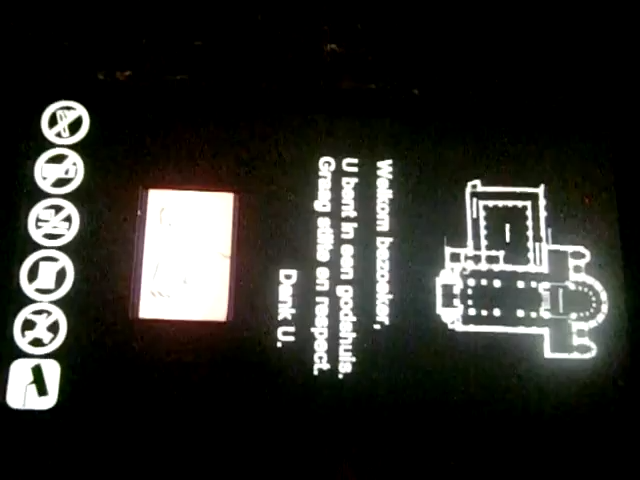 Welkom bezoeker,
U bent in een godshuis.
Graag stilte en respect.
Dank U.